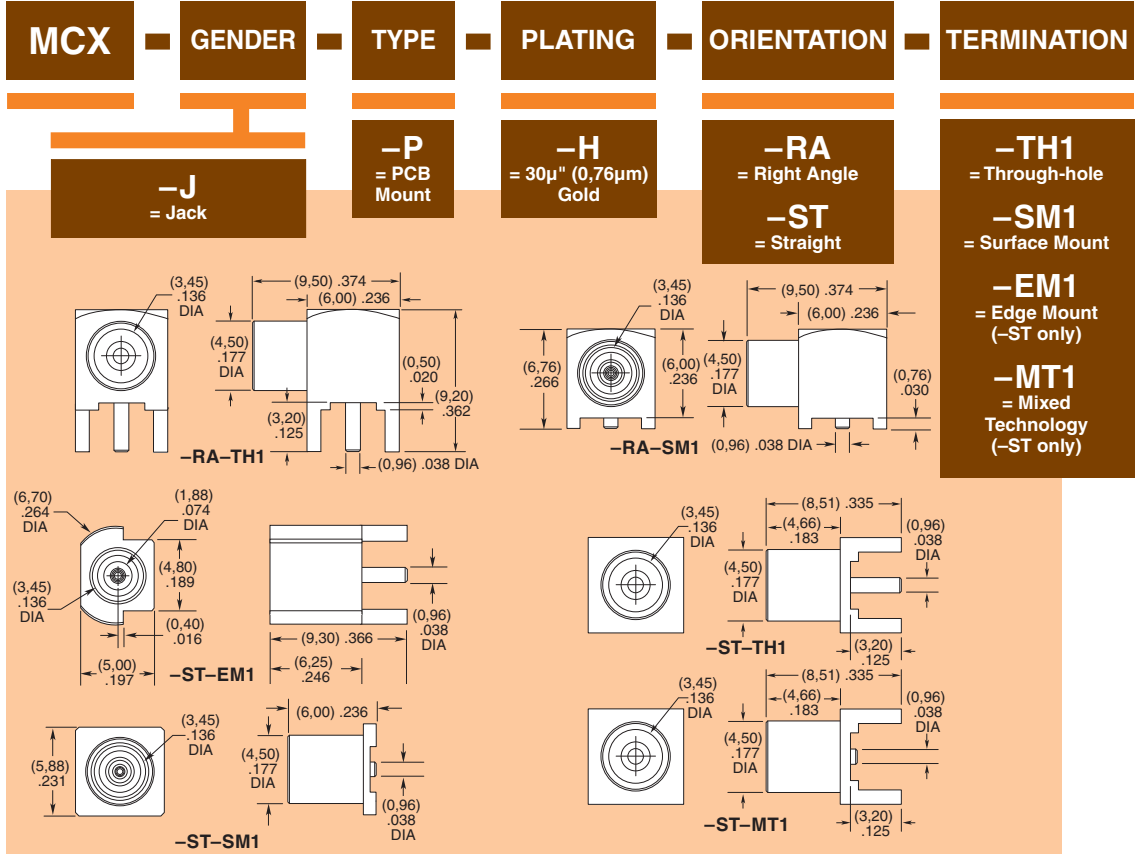 MCX
GENDER
TYPE
PLATING
ORIENTATION
TERMINATION
–J
= Jack
–P
= PCB
Mount
–H
= 30µ" (0,76µm)
Gold
–RA
= Right Angle
–ST
= Straight
–TH1
= Through-hole
–SM1
= Surface Mount
–EM1
= Edge Mount
(–ST only)
–MT1
= Mixed
Technology
(–ST only)
(3,45)
.136
DIA
(9,50) .374
(6,00) .236
(4,50)
.177
DIA
(0,50)
.020
(9,20)
.362
(3,20)
.125
(0,96) .038 DIA
–RA–TH1
(3,45)
.136
DIA
(9,50) .374
(6,00) .236
(6,76)
.266
(6,00)
.236
(4,50)
.177
DIA
(0,76)
.030
(0,96) .038 DIA
–RA–SM1
(6,70)
.264
DIA
(1,88)
.074
DIA
(4,80)
.189
(3,45)
.136
DIA
(0,40)
.016
(5,00)
.197
(0,96)
.038
DIA
(9,30) .366
(6,25)
.246
–ST–EM1
(3,45)
.136
DIA
(8,51) .335
(4,66)
.183
(0,96)
.038
DIA
(4,50)
.177
DIA
(3,20)
.125
–ST–TH1
(3,45)
.136
DIA
(5,88)
.231
(6,00) .236
(4,50)
.177
DIA
(0,96)
.038
DIA
–ST–SM1
(3,45)
.136
DIA
(8,51) .335
(4,66)
.183
(0,96)
.038
DIA
(4,50)
.177
DIA
(3,20)
.125
–ST–MT1